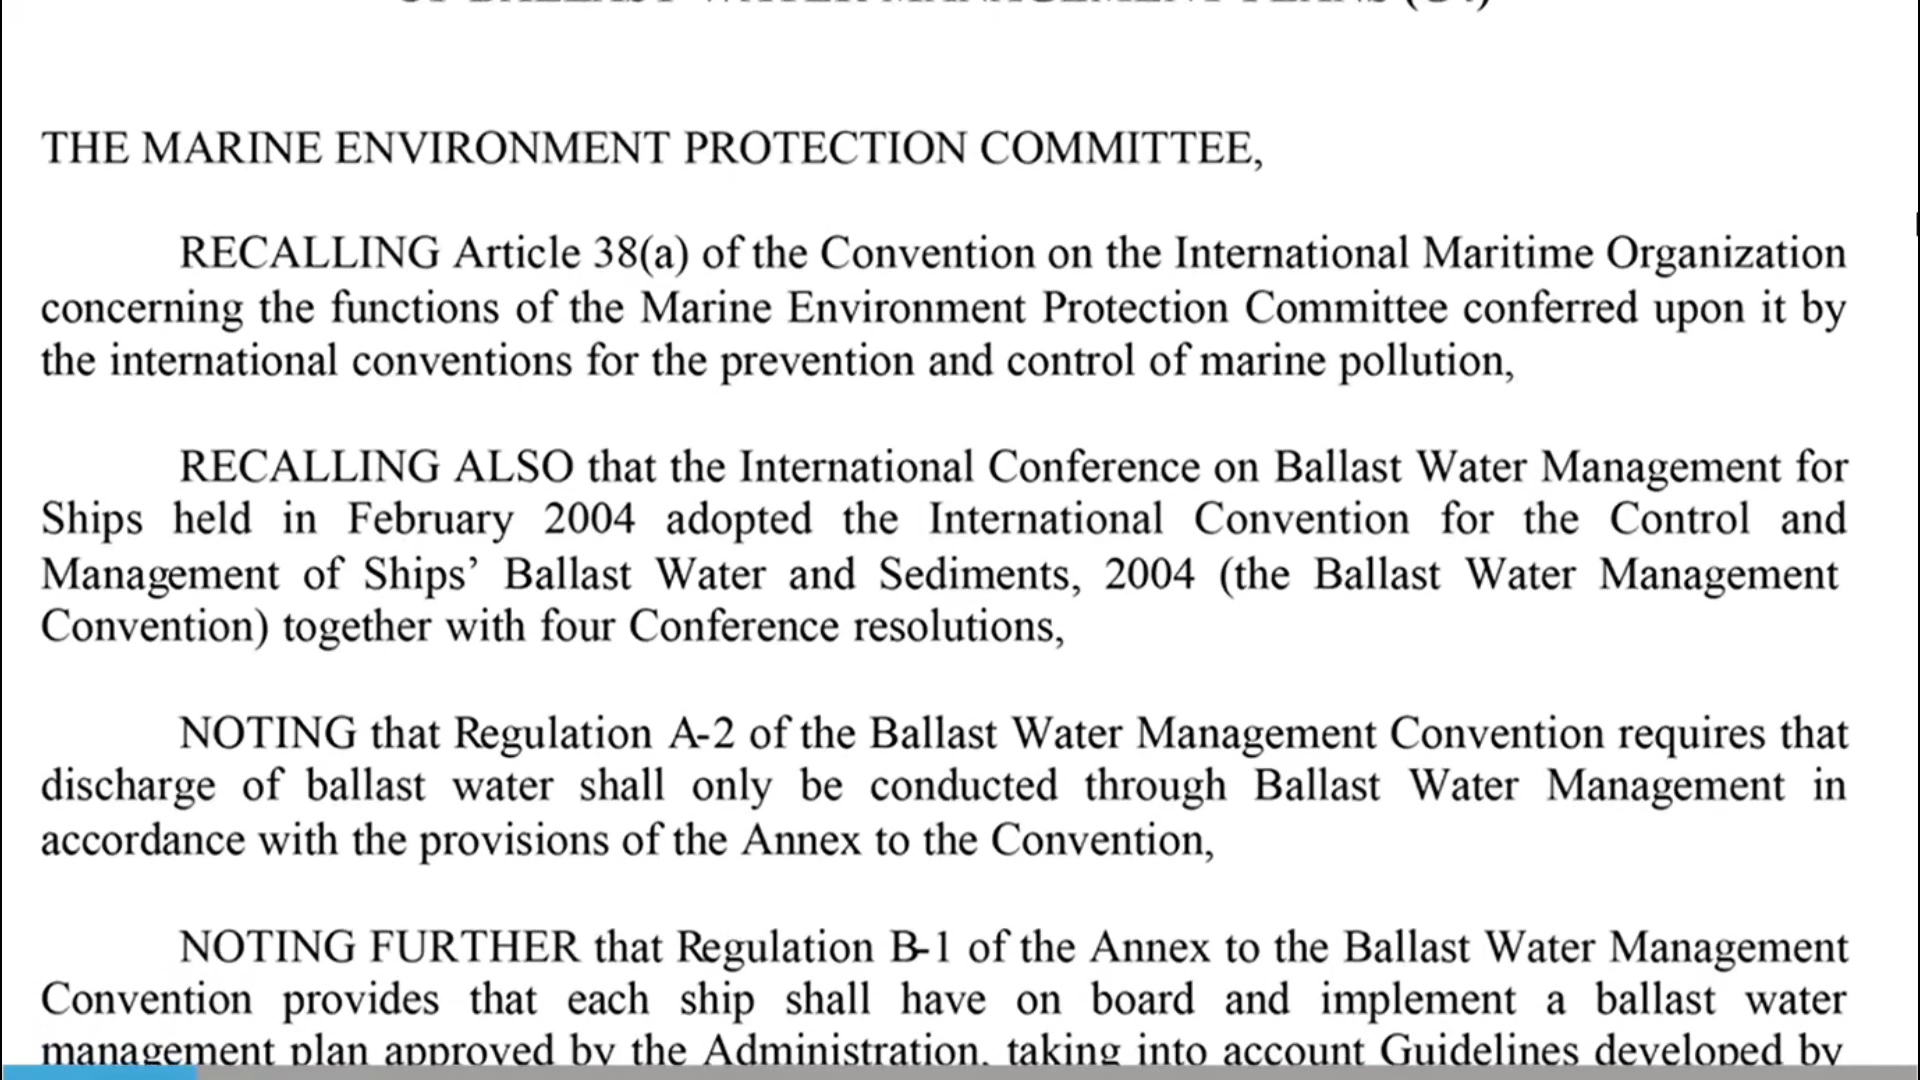 OF BALLAST WATER MANAGEMENT PLANS (G4)
THE MARINE ENVIRONMENT PROTECTION COMMITTEE,
RECALLING Article 38(a) of the Convention on the International Maritime Organization
concerning the functions of the Marine Environment Protection Committee conferred upon it by
the international conventions for the prevention and control of marine pollution,
RECALLING ALSO that the International Conference on Ballast Water Management for
Ships held in February 2004 adopted the International Convention for the Control and
Management of Ships’ Ballast Water and Sediments, 2004 (the Ballast Water Management
Convention) together with four Conference resolutions,
NOTING that Regulation A-2 of the Ballast Water Management Convention requires that
discharge of ballast water shall only be conducted through Ballast Water Management in
accordance with the provisions of the Annex to the Convention,
NOTING FURTHER that Regulation B-1 of the Annex to the Ballast Water Management
Convention provides that each ship shall have on board and implement a ballast water
management plan approved by the Administration, taking into account Guidelines developed by